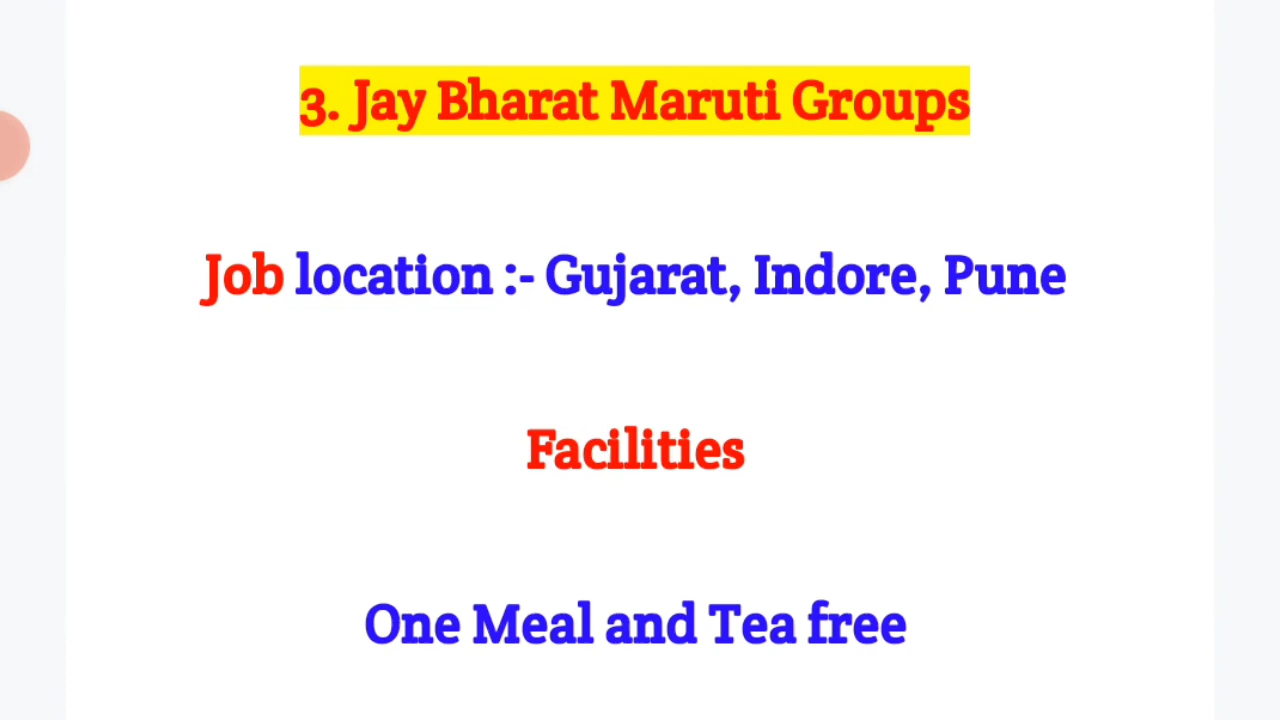 3. Jay Bharat Maruti Groups
Job location :- Gujarat, Indore, Pune
Facilities
One Meal and Tea free